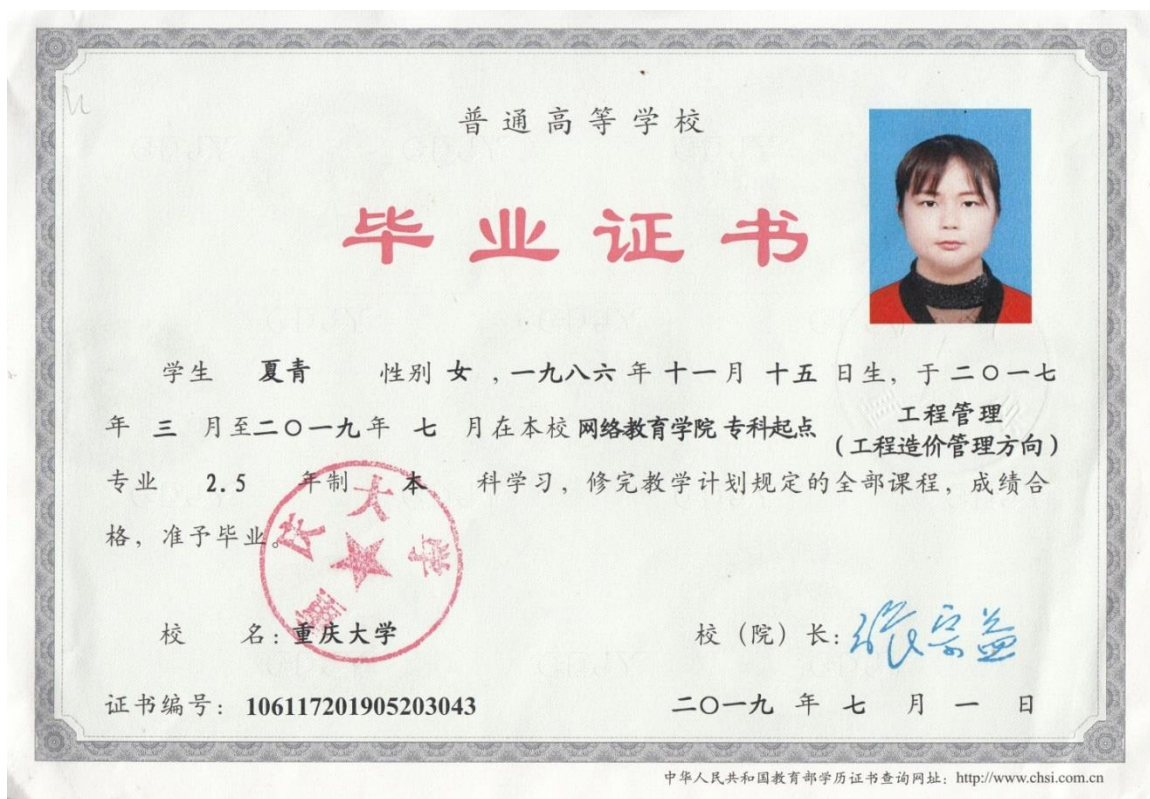 普通高等学校
毕业证书
学生 夏青 性别 女 ，一九八六 年 十一 月 十五 日生，于 二〇一七
年 三 月至 二〇一九 年 七 月在本校 网络教育学院 专科起点 工程管理
（工程造价管理方向）
专业 2.5 年制 本 科学习，修完教学计划规定的全部课程，成绩合
格，准予毕业。
重庆大学
校 名：重庆大学
校（院）长：张宗益
证书编号： 106117201905203043
二〇一九 年 七 月 一 日
中华人民共和国教育部学历证书查询网址：http://www.chsi.com.cn